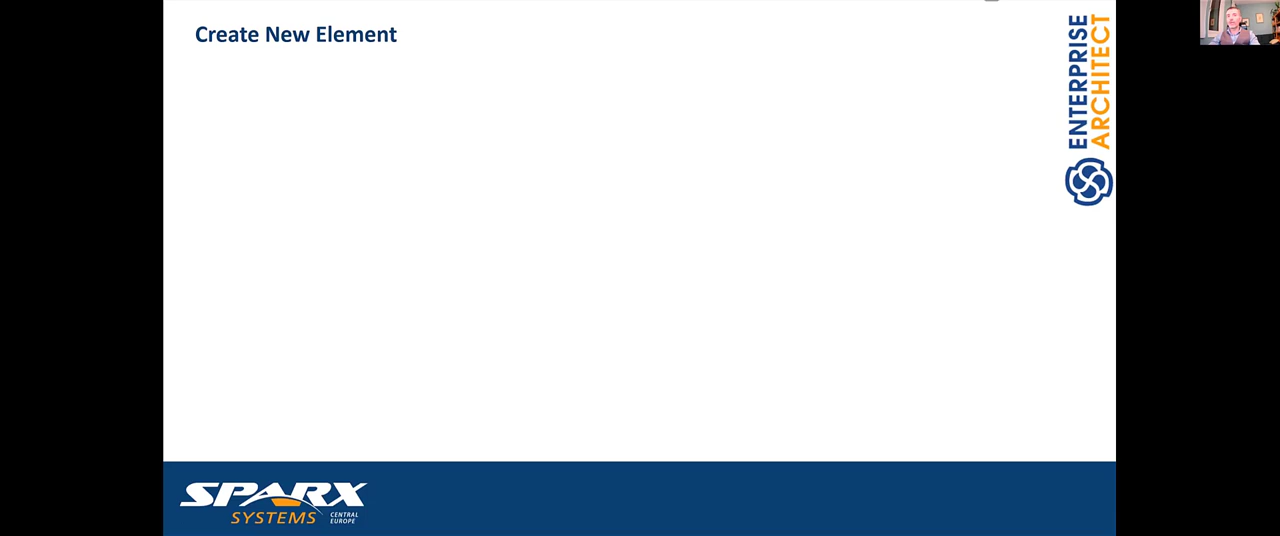 Create New Element
ENTERPRISE
ARCHITECT
SPARX
SYSTEMS
CENTRAL
EUROPE